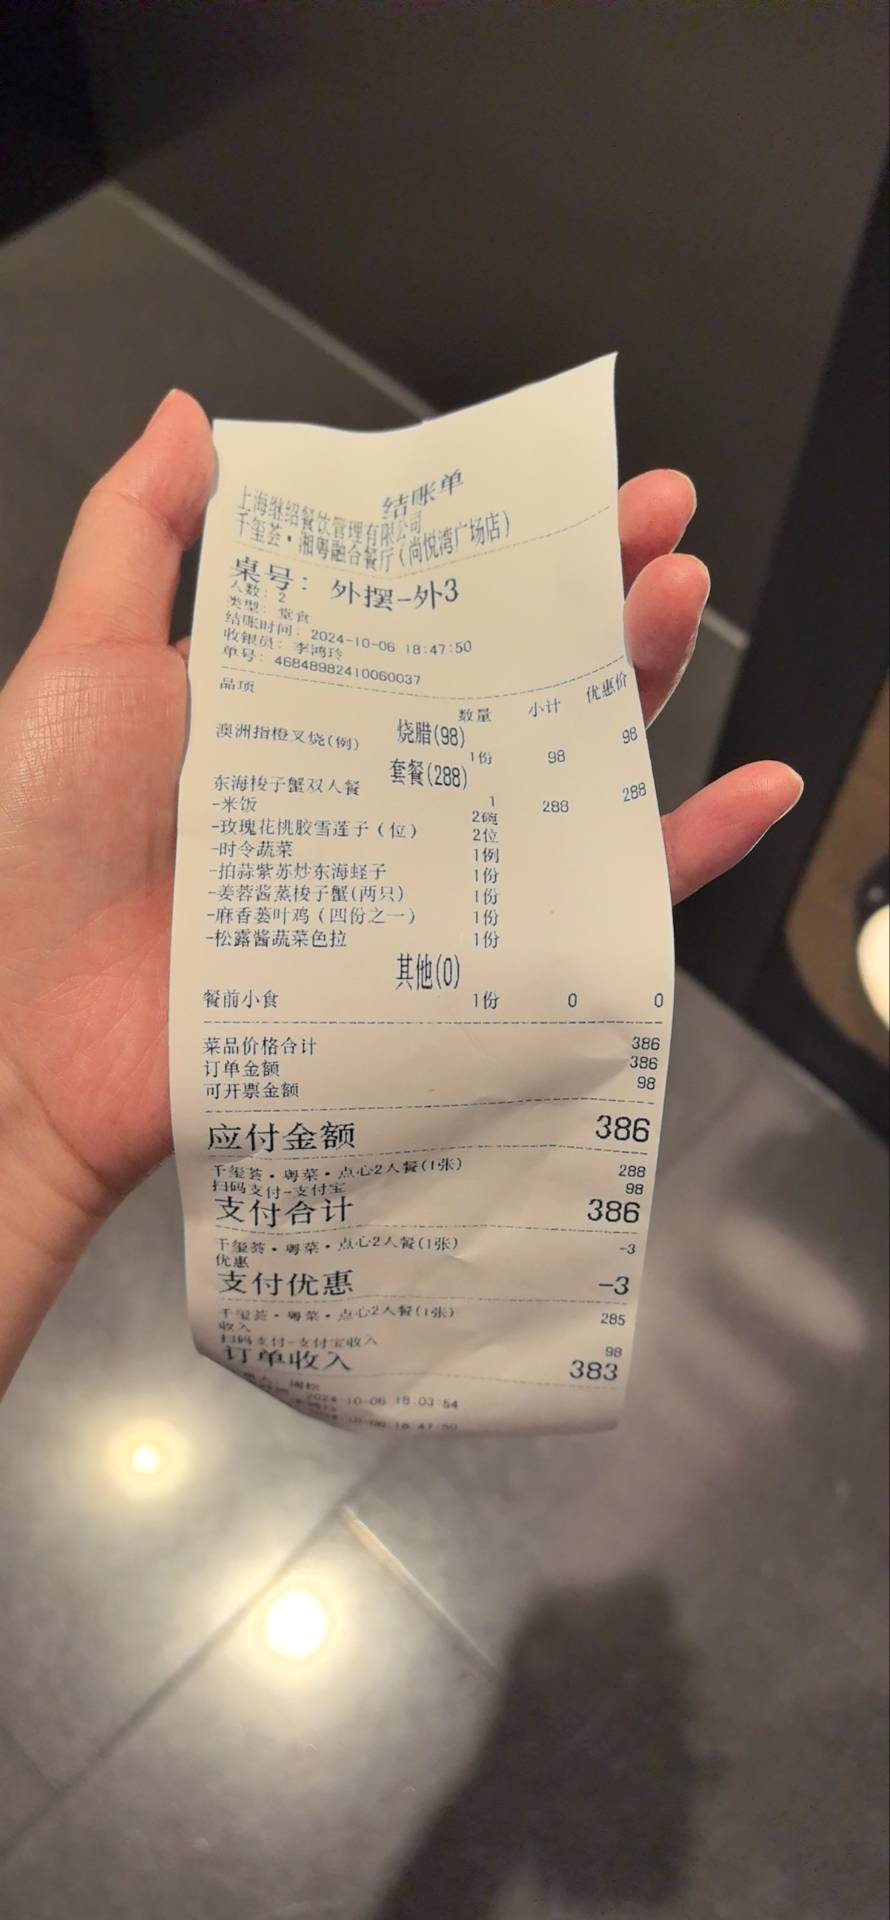 结账单
上海继绍餐饮管理有限公司
千玺荟·湘粤融合餐厅(尚悦湾广场店)
桌号: 外摆-外3
人数: 2
类型: 堂食
结账时间: 2024-10-06 18:47:50
收银员: 李鸿玲
单号: 46848982410060037
品项 数量 小计 优惠价
烧腊(98)
澳洲指橙叉烧(例) 1份 98 98
套餐(288)
东海梭子蟹双人餐 1 288 288
-米饭 2碗
-玫瑰花桃胶雪莲子(位) 2位
-时令蔬菜 1例
-拍蒜紫苏炒东海蛏子 1份
-姜蓉酱蒸梭子蟹(两只) 1份
-麻香蒌叶鸡(四份之一) 1份
-松露酱蔬菜色拉 1份
其他(0)
餐前小食 1份 0 0
菜品价格合计 386
订单金额 386
可开票金额 98
应付金额 386
千玺荟·粤菜·点心2人餐(1张) 288
扫码支付-支付宝 98
支付合计 386
千玺荟·粤菜·点心2人餐(1张) -3
优惠
支付优惠 -3
千玺荟·粤菜·点心2人餐(1张) 285
收入
扫码支付-支付宝收入 98
订单收入 383
2024-10-06 18:03:54
10-06 18:47:50